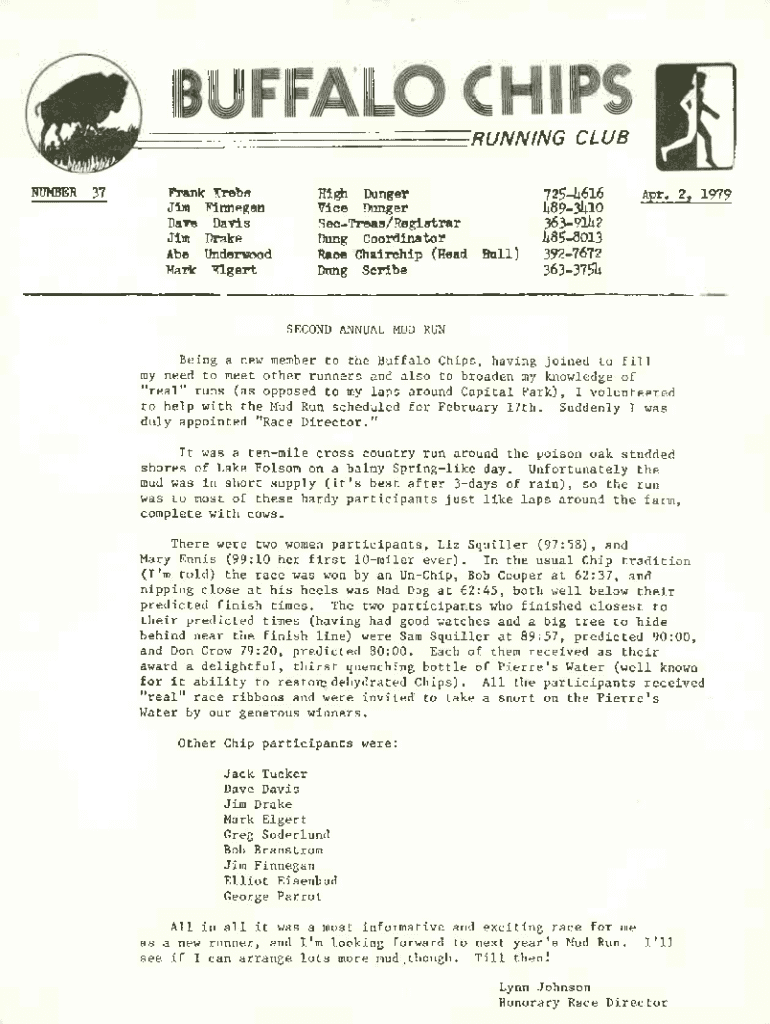 BUFFALO CHIPS
RUNNING CLUB
NUMBER 37
Frank Krebs High Dunger 725-4616 Apr. 2, 1979
Jim Finnegan Vice Dunger 489-3410
Dave Davis Sec-Treas/Registrar 363-9142
Jim Drake Dung Coordinator 485-8013
Abe Underwood Race Chairchip (Head Bull) 392-7672
Mark Elgert Dung Scribe 363-3754
SECOND ANNUAL MUD RUN
Being a new member to the Buffalo Chips, having joined to fill
my need to meet other runners and also to broaden my knowledge of
"real" runs (as opposed to my laps around Capital Park), I volunteered
to help with the Mud Run scheduled for February 17th. Suddenly I was
duly appointed "Race Director."
It was a ten-mile cross country run around the poison oak studded
shores of Lake Folsom on a balmy Spring-like day. Unfortunately the
mud was in short supply (it's best after 3-days of rain), so the run
was to most of these hardy participants just like laps around the farm,
complete with cows.
There were two women participants, Liz Squiller (97:58), and
Mary Ennis (99:10 her first 10-miler ever). In the usual Chip tradition
(I'm told) the race was won by an Un-Chip, Bob Cooper at 62:37, and
nipping close at his heels was Mad Dog at 62:45, both well below their
predicted finish times. The two participants who finished closest to
their predicted times (having had good watches and a big tree to hide
behind near the finish line) were Sam Squiller at 89:57, predicted 90:00,
and Don Crow 79:20, predicted 80:00. Each of them received as their
award a delightful, thirst quenching bottle of Pierre's Water (well known
for it ability to restore dehydrated Chips). All the participants received
"real" race ribbons and were invited to take a snort on the Pierre's
Water by our generous winners.
Other Chip participants were:
Jack Tucker
Dave Davis
Jim Drake
Mark Elgert
Greg Soderlund
Bob Branstrom
Jim Finnegan
Elliot Eisenbud
George Parrot
All in all it was a most informative and exciting race for me
as a new runner, and I'm looking forward to next year's Mud Run. I'll
see if I can arrange lots more mud though. Till then!
Lynn Johnson
Honorary Race Director